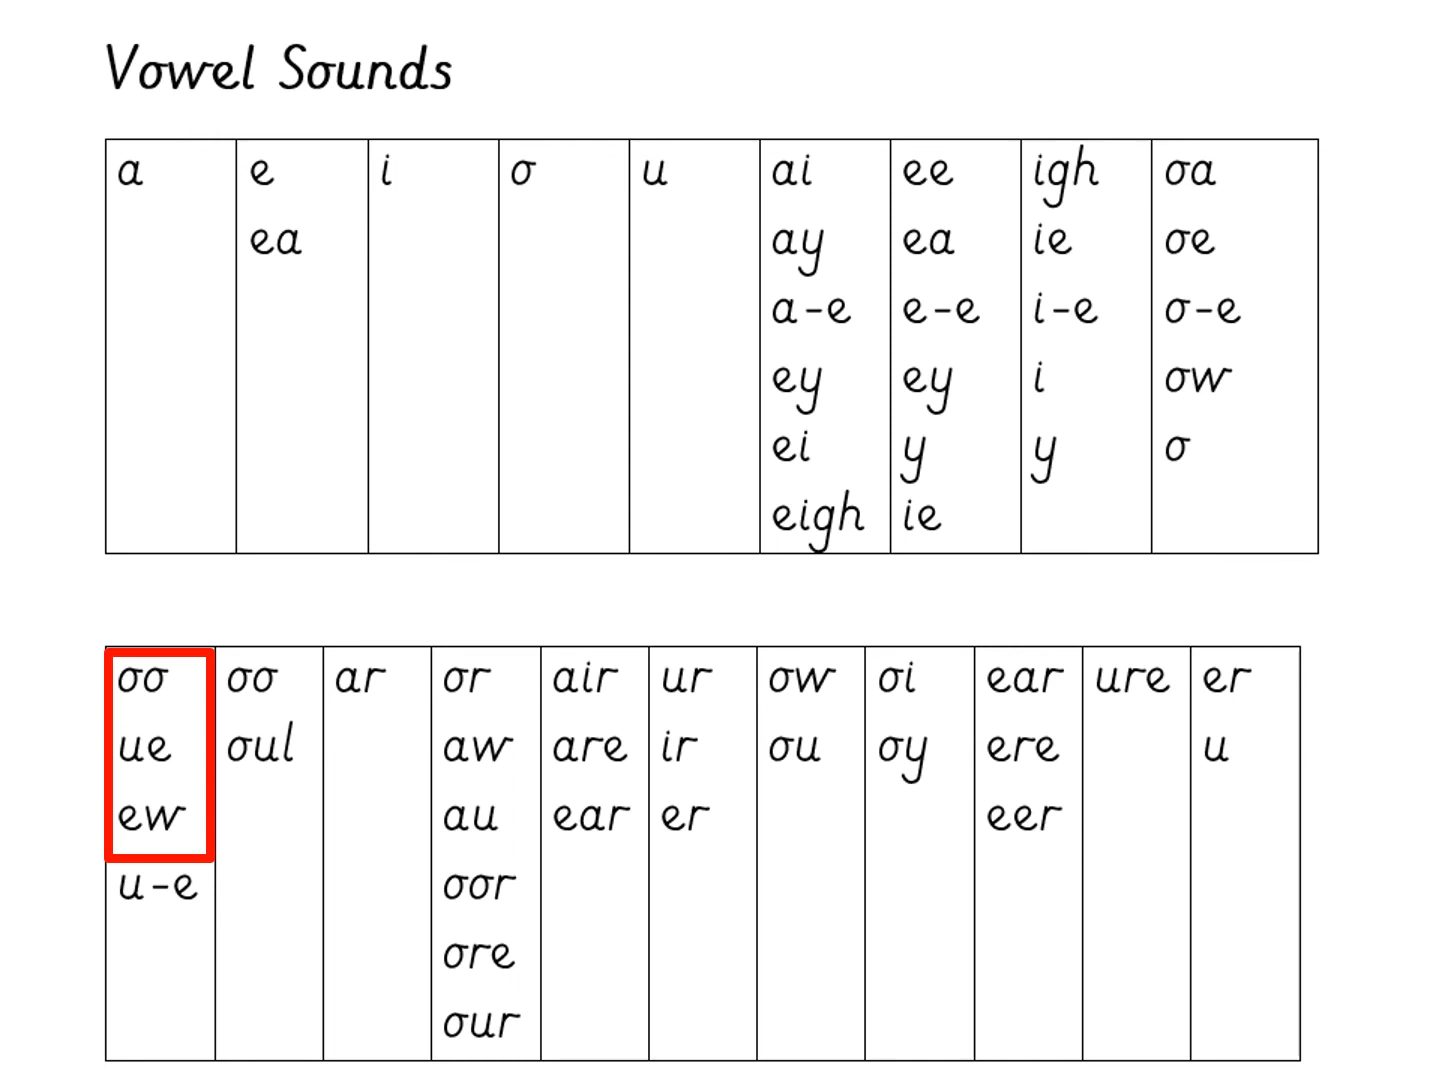 Vowel Sounds
a e i o u ai ee igh oa
ea ay ea ie oe
a-e e-e i-e o-e
ey ey i ow
ei y y o
eigh ie
oo oo ar or air ur ow oi ear ure er
ue oul aw are ir ou oy ere u
ew au ear er eer
u-e oor
ore
our